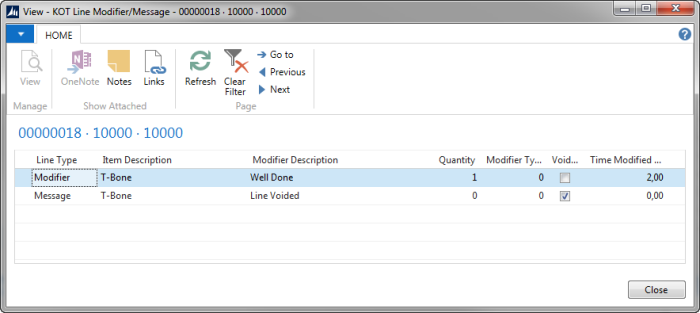 View - KOT Line Modifier/Message - 00000018 · 10000 · 10000
HOME
View
OneNote
Notes
Links
Refresh
Clear Filter
Go to
Previous
Next
Manage
Show Attached
Page
00000018 · 10000 · 10000
Line Type Item Description Modifier Description Quantity Modifier Ty... Void... Time Modified ...
Modifier T-Bone Well Done 1 0 2,00
Message T-Bone Line Voided 0 0 0,00
Close